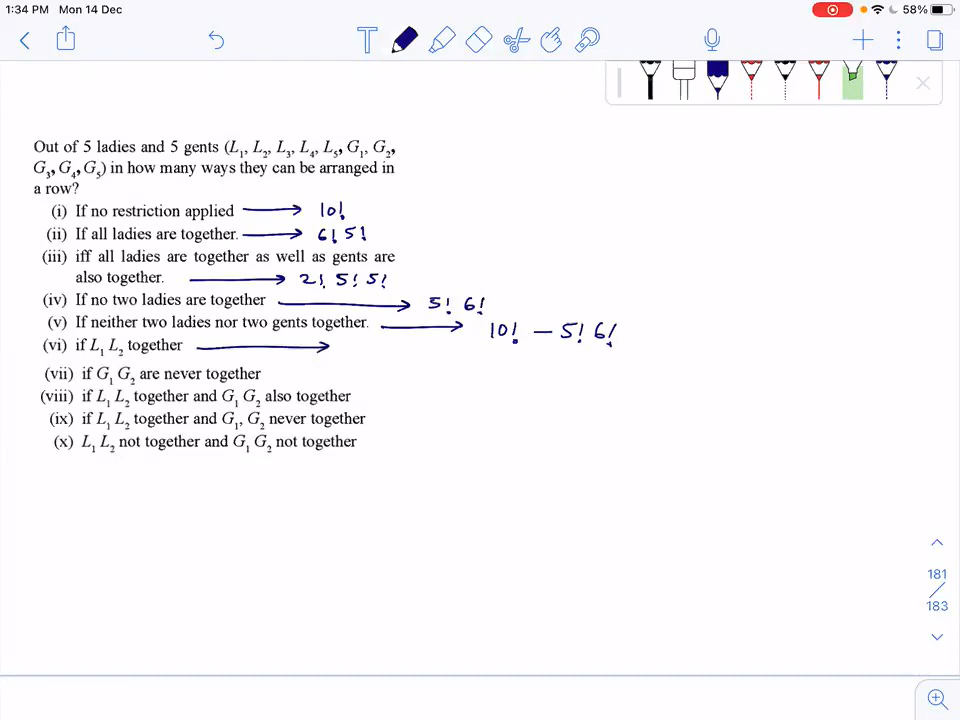 1:34 PM Mon 14 Dec
58%
T
Out of 5 ladies and 5 gents (L₁, L₂, L₃, L₄, L₅, G₁, G₂,
G₃, G₄, G₅) in how many ways they can be arranged in
a row?
(i) If no restriction applied → 10!
(ii) If all ladies are together. → 6! 5!
(iii) iff all ladies are together as well as gents are
also together. → 2! 5! 5!
(iv) If no two ladies are together → 5! 6!
(v) If neither two ladies nor two gents together. → 10! – 5! 6!
(vi) if L₁ L₂ together →
(vii) if G₁ G₂ are never together
(viii) if L₁ L₂ together and G₁ G₂ also together
(ix) if L₁ L₂ together and G₁, G₂ never together
(x) L₁ L₂ not together and G₁ G₂ not together
181
/
183